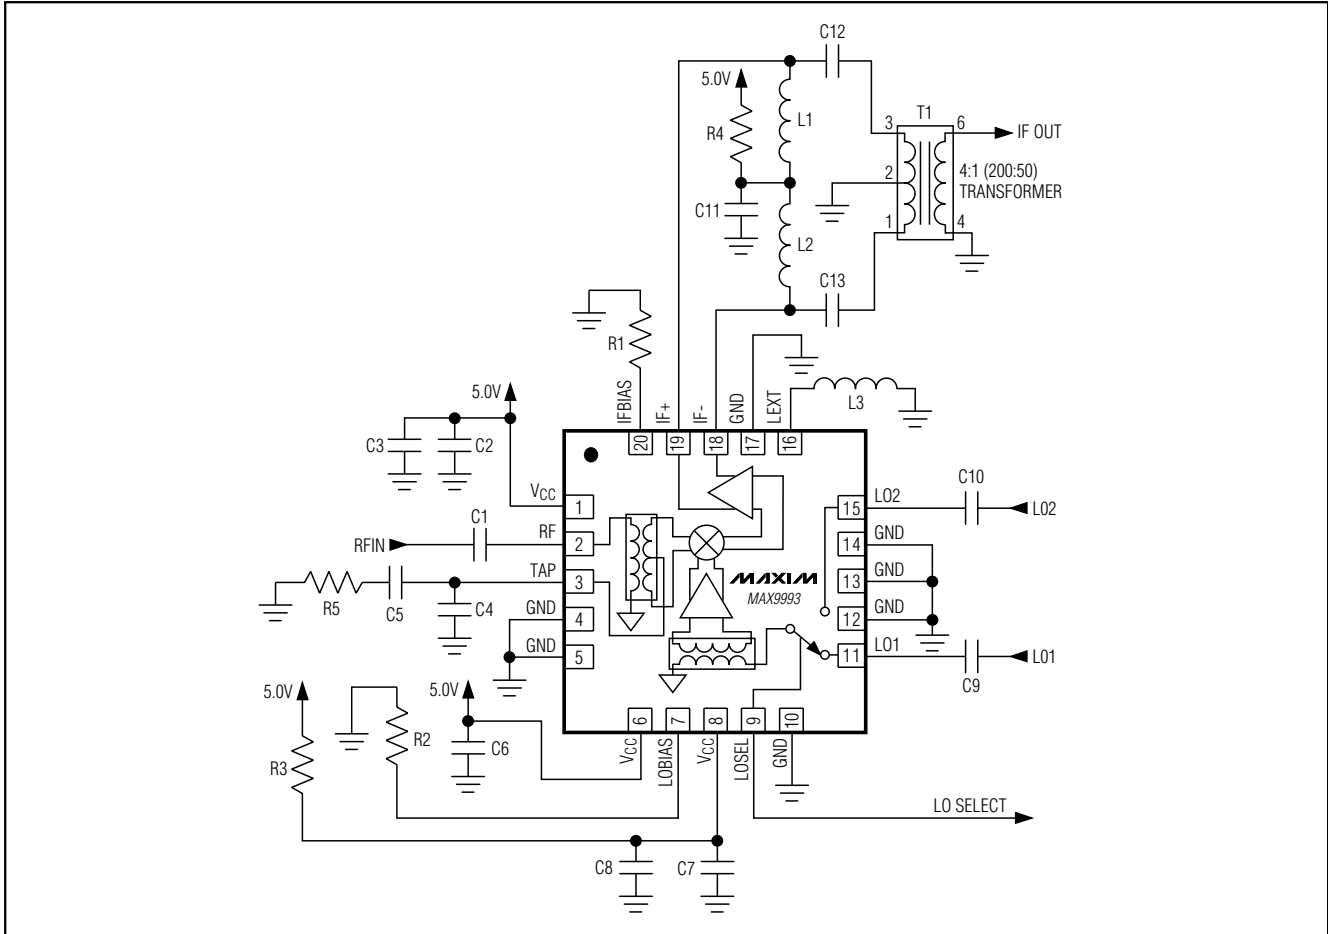 C12
5.0V
L1
T1
R4
3
6
IF OUT
2
4:1 (200:50)
TRANSFORMER
C11
1
4
L2
C13
R1
IFBIAS
IF+
IF-
GND
LEXT
L3
5.0V
C3
C2
20
19
18
17
16
VCC
1
C10
15
LO2
LO2
RFIN
C1
RF
2
14
GND
TAP
3
MAXIM
MAX9993
13
GND
R5
C5
C4
GND
4
12
GND
GND
5
11
LO1
LO1
C9
5.0V
5.0V
R2
C6
6
7
8
9
10
R3
VCC
LOBIAS
VCC
LOSEL
GND
LO SELECT
C8
C7